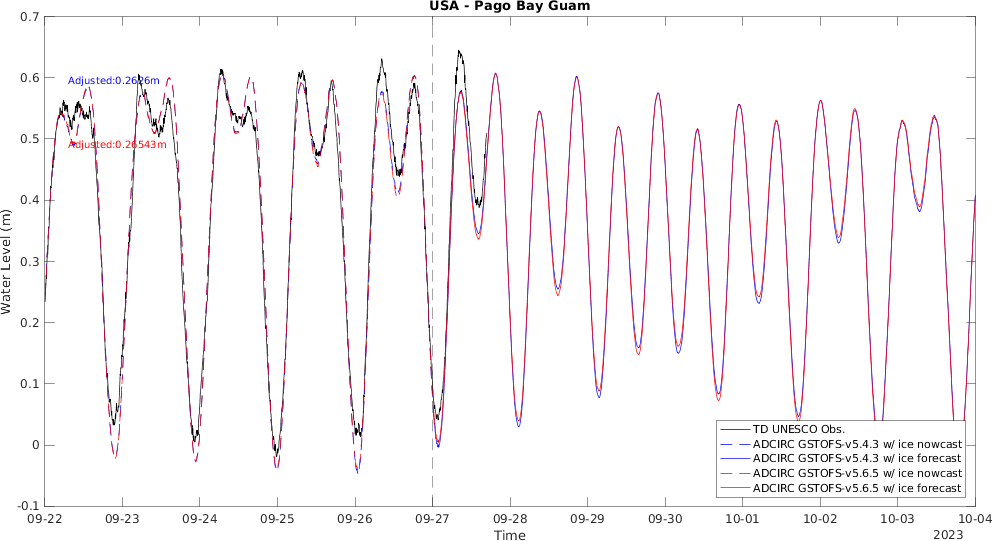 USA - Pago Bay Guam
0.7
0.6
0.5
0.4
0.3
0.2
0.1
0
-0.1
Water Level (m)
Adjusted:0.2626m
Adjusted:0.26543m
TD UNESCO Obs.
ADCIRC GSTOFS-v5.4.3 w/ ice nowcast
ADCIRC GSTOFS-v5.4.3 w/ ice forecast
ADCIRC GSTOFS-v5.6.5 w/ ice nowcast
ADCIRC GSTOFS-v5.6.5 w/ ice forecast
09-22 09-23 09-24 09-25 09-26 09-27 09-28 09-29 09-30 10-01 10-02 10-03 10-04
Time
2023